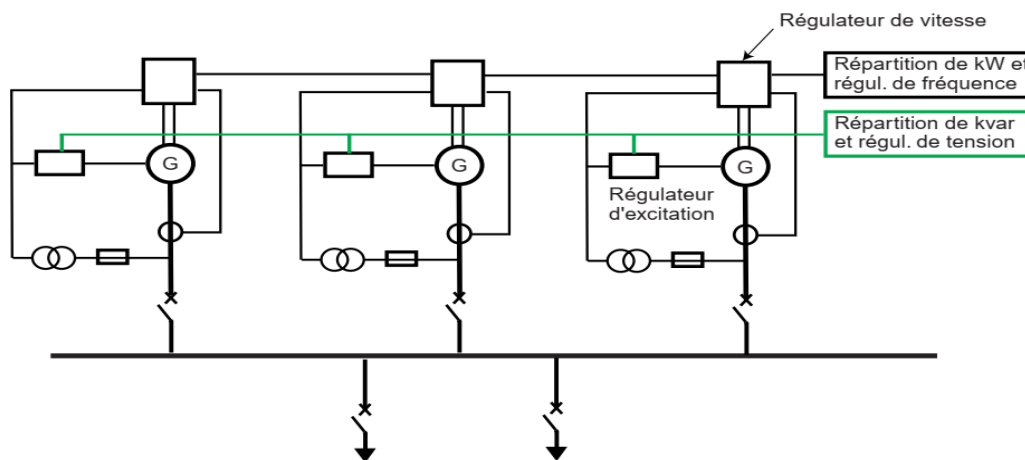 Régulateur de vitesse
Répartition de kW et
régul. de fréquence
Répartition de kvar
et régul. de tension
G
G
G
Régulateur
d'excitation